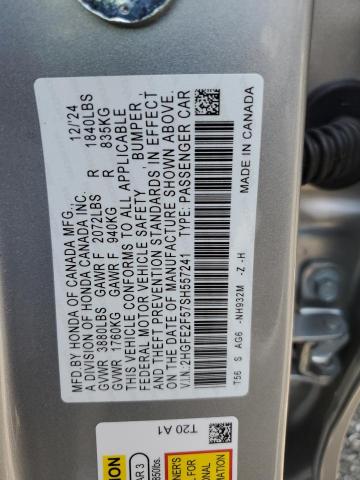 MFD.BY HONDA OF CANADA MFG., 12/24
A DIVISION OF HONDA CANADA INC.
GVWR 3880LBS GAWR F 2072LBS R 1840LBS
GVWR 1760KG GAWR F 940KG R 835KG
THIS VEHICLE CONFORMS TO ALL APPLICABLE
FEDERAL MOTOR VEHICLE SAFETY, BUMPER,
AND THEFT PREVENTION STANDARDS IN EFFECT
ON THE DATE OF MANUFACTURE SHOWN ABOVE.
V.I.N: 2HGFE2F57SH557241 TYPE: PASSENGER CAR
MADE IN CANADA
T56 S AG6 -NH932M -Z -H
T20 A1
AR 3
850lbs.